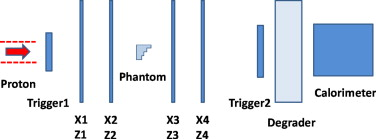 Proton
Trigger1
X1
Z1
X2
Z2
Phantom
X3
Z3
X4
Z4
Trigger2
Degrader
Calorimeter